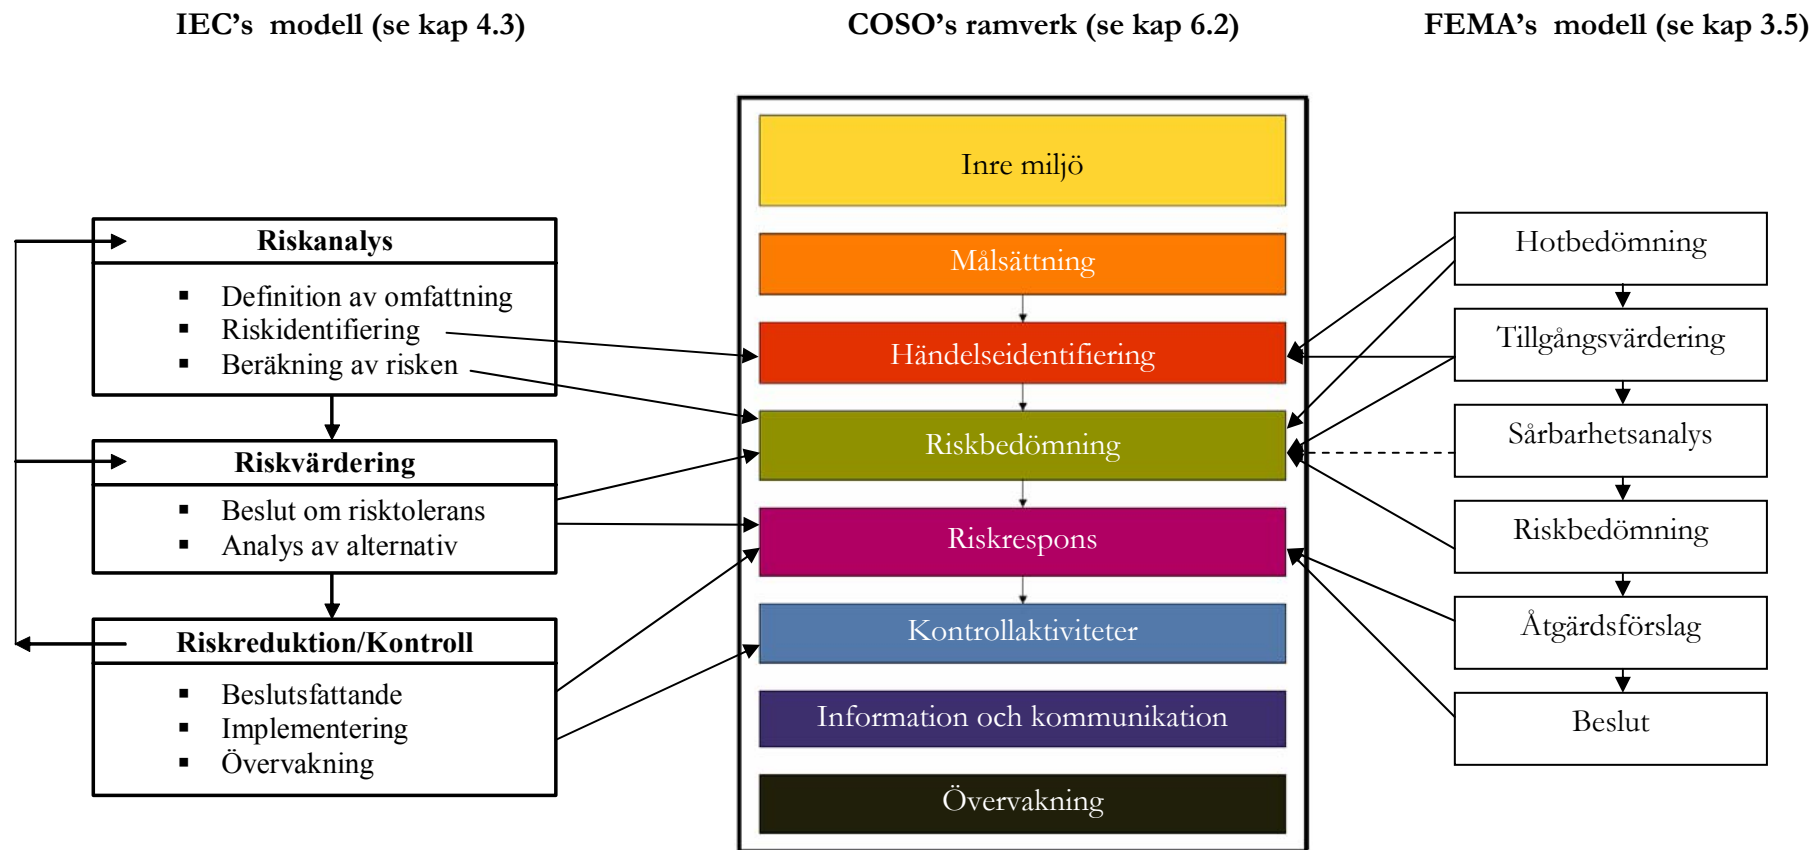 IEC's  modell (se kap 4.3)
COSO's ramverk (se kap 6.2)
FEMA's  modell (se kap 3.5)
Riskanalys
▪ Definition av omfattning
▪ Riskidentifiering
▪ Beräkning av risken
Riskvärdering
▪ Beslut om risktolerans
▪ Analys av alternativ
Riskreduktion/Kontroll
▪ Beslutsfattande
▪ Implementering
▪ Övervakning
Inre miljö
Målsättning
Händelseidentifiering
Riskbedömning
Riskrespons
Kontrollaktiviteter
Information och kommunikation
Övervakning
Hotbedömning
Tillgångsvärdering
Sårbarhetsanalys
Riskbedömning
Åtgärdsförslag
Beslut